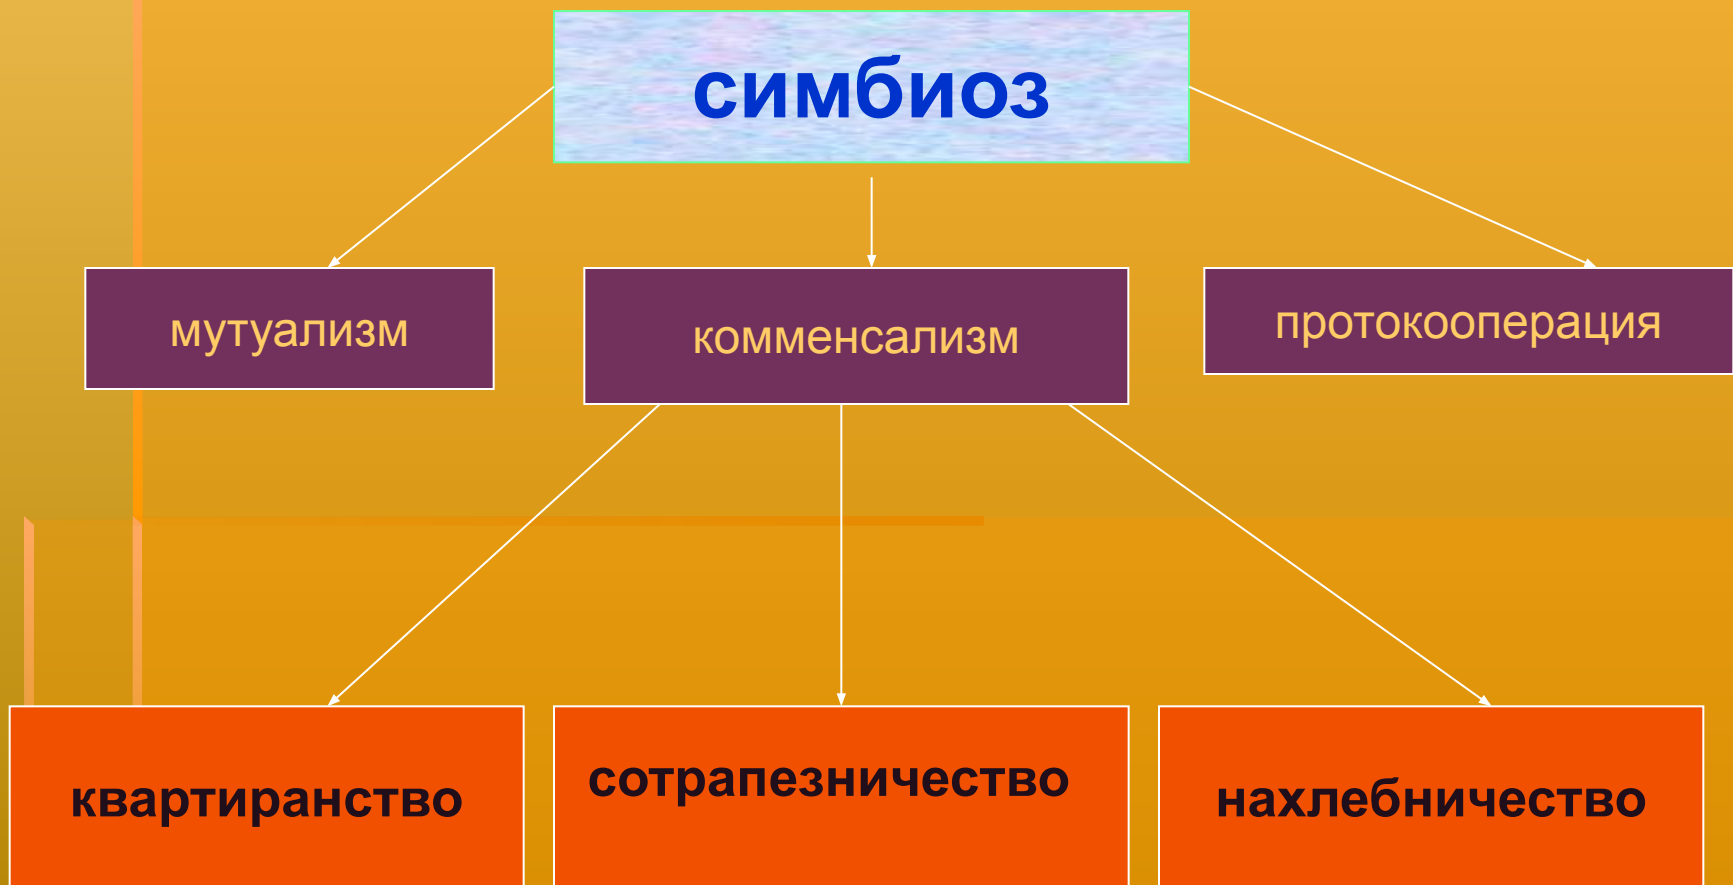 симбиоз
мутуализм
комменсализм
протокооперация
квартиранство
сотрапезничество
нахлебничество